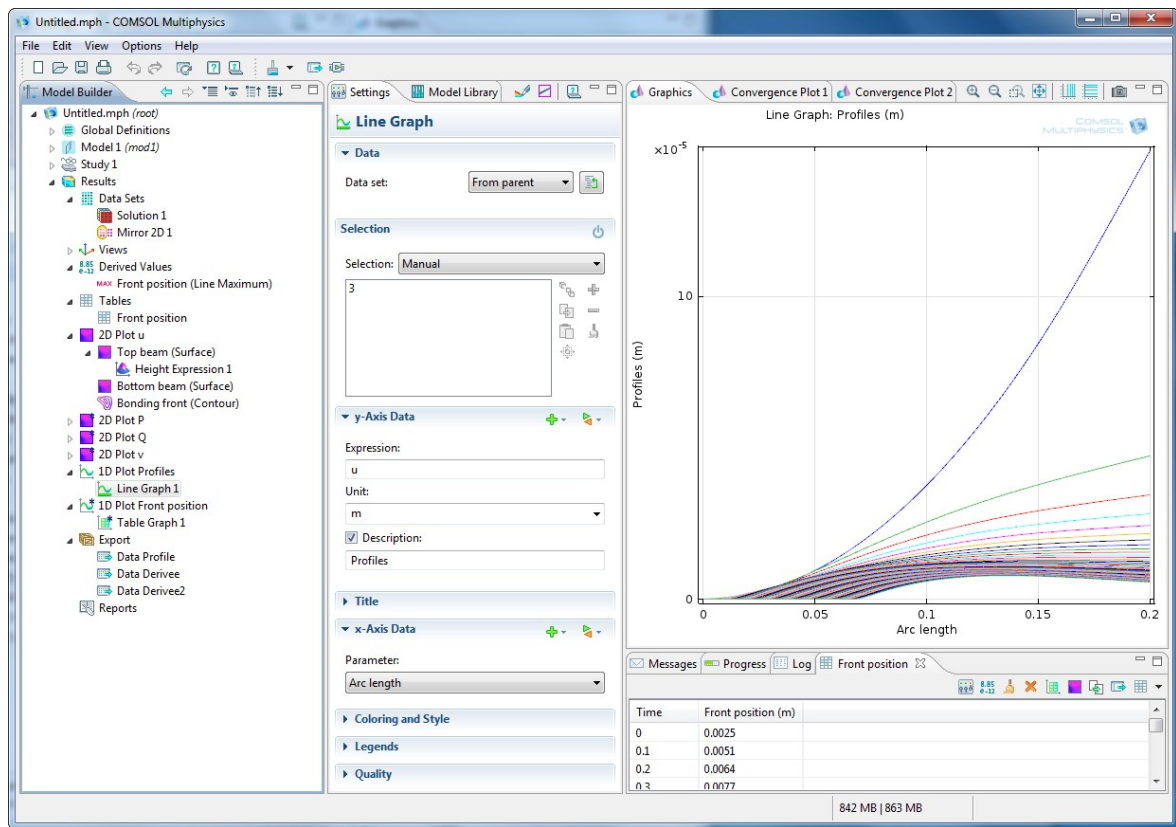 Untitled.mph - COMSOL Multiphysics
File Edit View Options Help
Model Builder
Untitled.mph (root)
Global Definitions
Model 1 (mod1)
Study 1
Results
Data Sets
Solution 1
Mirror 2D 1
Views
8.85
e-12
Derived Values
MAX Front position (Line Maximum)
Tables
Front position
2D Plot u
Top beam (Surface)
Height Expression 1
Bottom beam (Surface)
Bonding front (Contour)
2D Plot P
2D Plot Q
2D Plot v
1D Plot Profiles
Line Graph 1
1D Plot Front position
Table Graph 1
Export
Data Profile
Data Derivee
Data Derivee2
Reports
Settings Model Library
Line Graph
Data
Data set: From parent
Selection
Selection: Manual
3
y-Axis Data
Expression:
u
Unit:
m
Description:
Profiles
Title
x-Axis Data
Parameter:
Arc length
Coloring and Style
Legends
Quality
Graphics Convergence Plot 1 Convergence Plot 2
Line Graph: Profiles (m)
COMSOL
MULTIPHYSICS
×10⁻⁵
10
0
Profiles (m)
0 0.05 0.1 0.15 0.2
Arc length
Messages Progress Log Front position
8.85
e-12
Time Front position (m)
0 0.0025
0.1 0.0051
0.2 0.0064
0.3 0.0077
842 MB | 863 MB